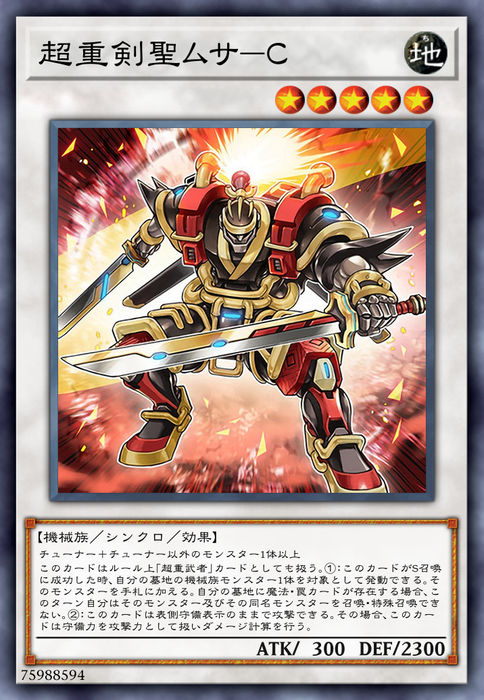 超重剣聖ムサ－C
ち
地
【機械族／シンクロ／効果】
チューナー＋チューナー以外のモンスター1体以上
このカードはルール上「超重武者」カードとしても扱う。①：このカードがS召喚
に成功した時、自分の墓地の機械族モンスター1体を対象として発動できる。そ
のモンスターを手札に加える。自分の墓地に魔法・罠カードが存在する場合、こ
のターン自分はそのモンスター及びその同名モンスターを召喚・特殊召喚でき
ない。②：このカードは表側守備表示のままで攻撃できる。その場合、このカー
ドは守備力を攻撃力として扱いダメージ計算を行う。
ATK/ 300 DEF/2300
75988594